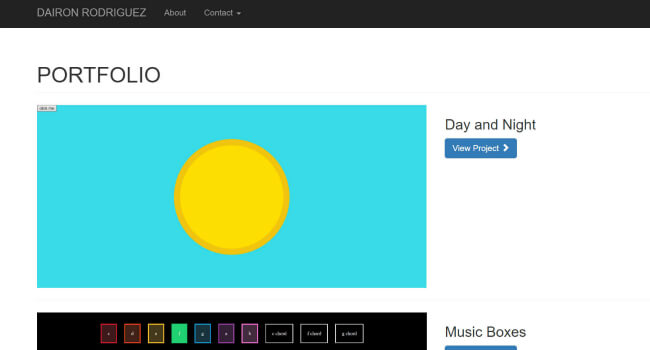 DAIRON RODRIGUEZ About Contact
PORTFOLIO
click me
Day and Night
View Project
c d e f g a b c chord f chord g chord
Music Boxes